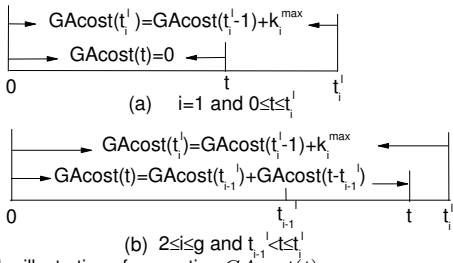 GAcost(t_i^l)=GAcost(t_i^l-1)+k_i^max
GAcost(t)=0
0 t t_i^l
(a) i=1 and 0≤t≤t_i^l
GAcost(t_i^l)=GAcost(t_i^l-1)+k_i^max
GAcost(t)=GAcost(t_{i-1}^l)+GAcost(t-t_{i-1}^l)
0 t_{i-1}^l t t_i^l
(b) 2≤i≤g and t_{i-1}^l<t≤t_i^l